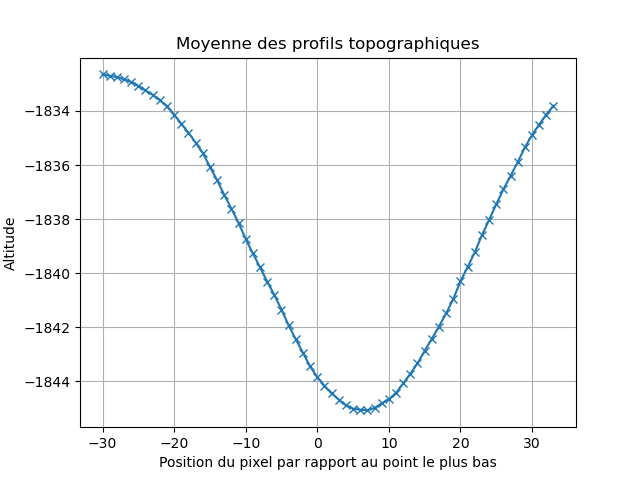 Moyenne des profils topographiques
Altitude
−1834
−1836
−1838
−1840
−1842
−1844
−30 −20 −10 0 10 20 30
Position du pixel par rapport au point le plus bas